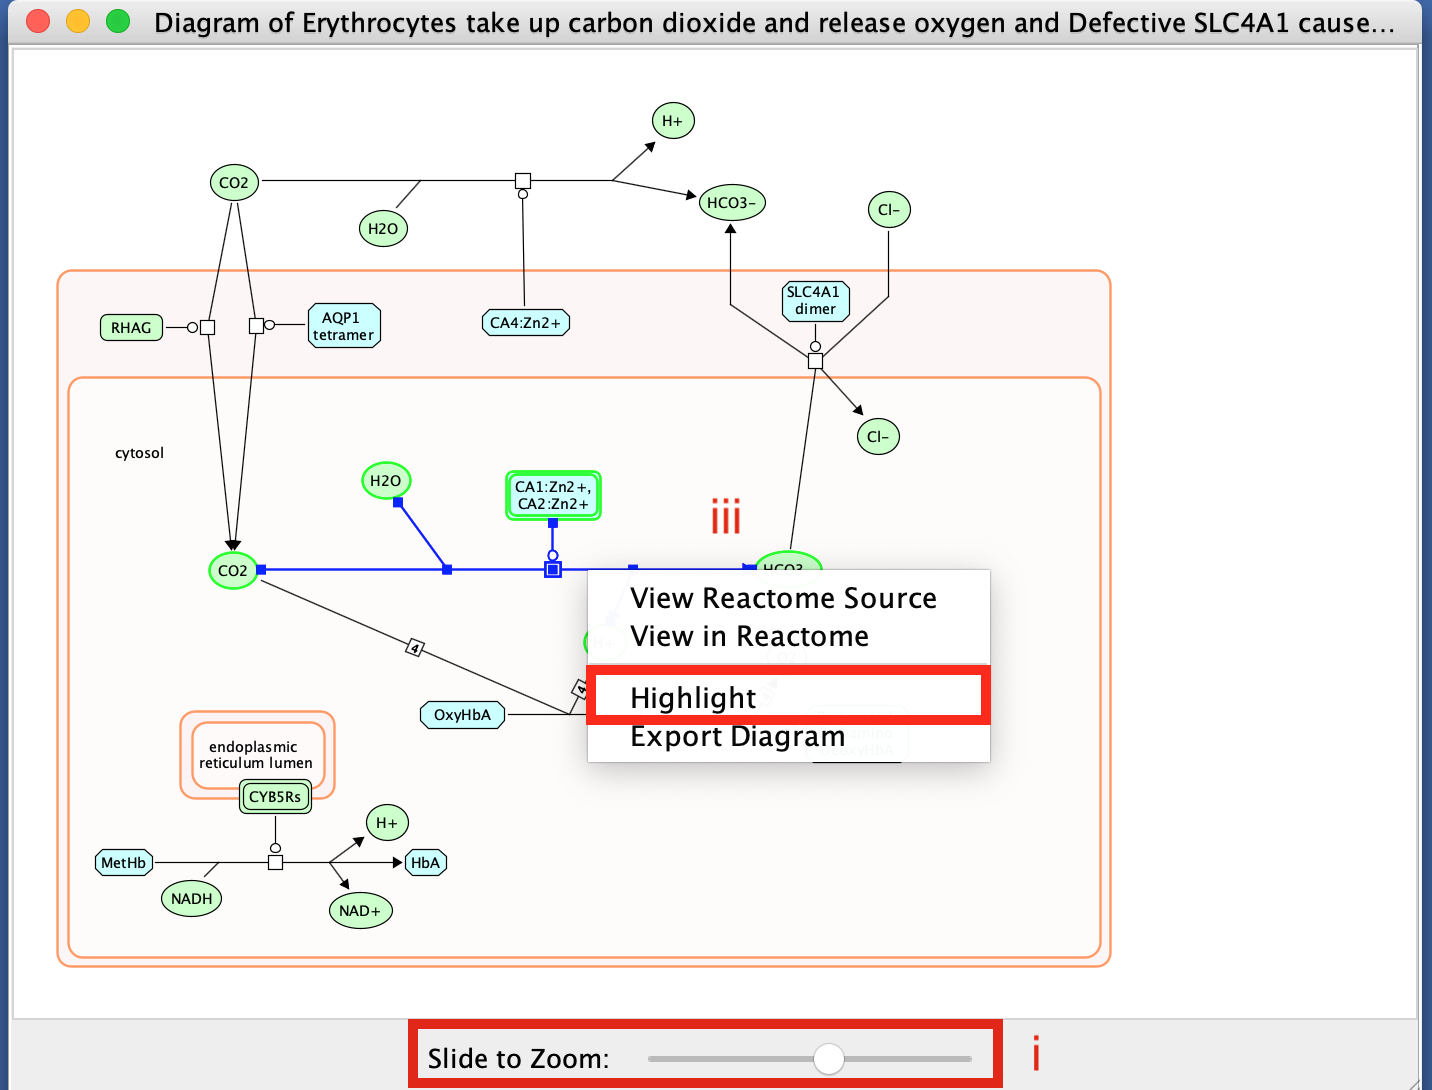 Diagram of Erythrocytes take up carbon dioxide and release oxygen and Defective SLC4A1 cause...
H+
CO2
HCO3-
Cl-
H2O
SLC4A1
dimer
RHAG
AQP1
tetramer
CA4:Zn2+
Cl-
cytosol
H2O
CA1:Zn2+,
CA2:Zn2+
iii
CO2
HCO3-
View Reactome Source
View in Reactome
H+
4
4
Highlight
OxyHbA
Export Diagram
endoplasmic
reticulum lumen
CYB5Rs
H+
MetHb
HbA
NADH
NAD+
Slide to Zoom:
i